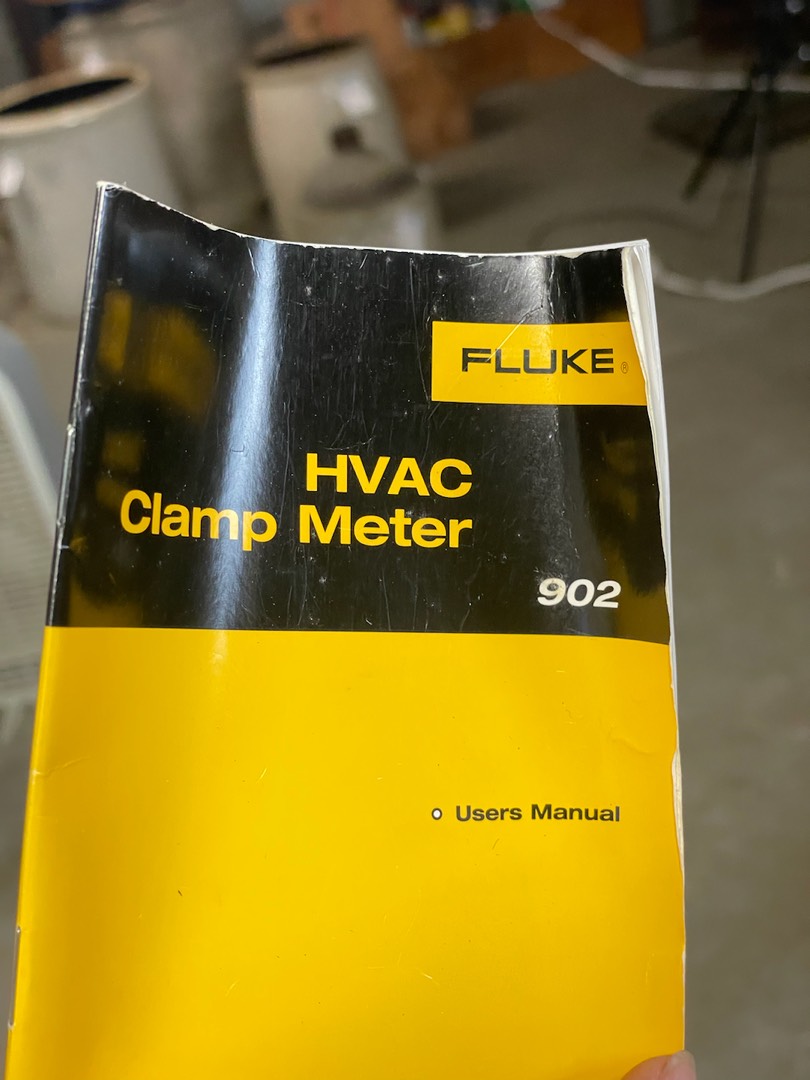 FLUKE®
HVAC
Clamp Meter
902
Users Manual